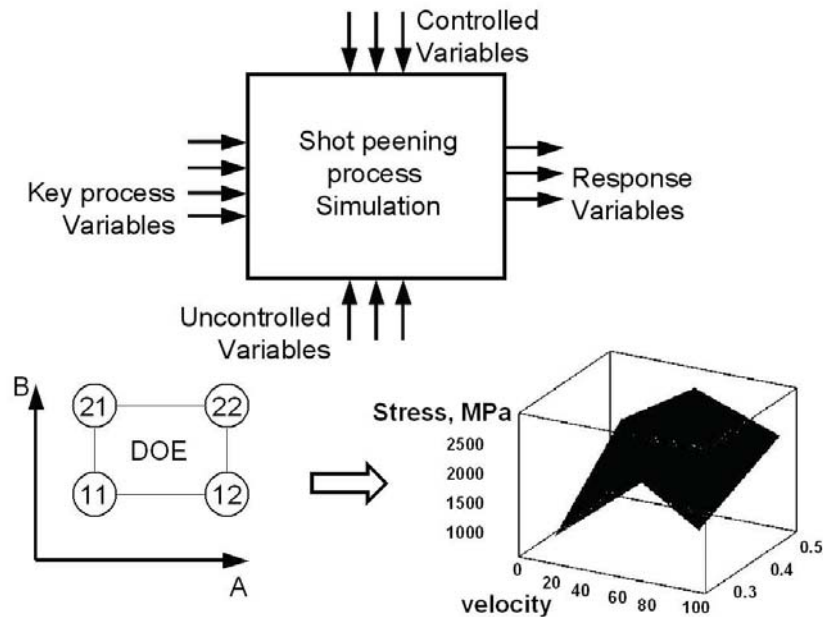 Controlled
Variables
Shot peening
process
Simulation
Key process
Variables
Response
Variables
Uncontrolled
Variables
B
21
22
DOE
11
12
A
Stress, MPa
2500
2000
1500
1000
0
20
40
60
80
100
velocity
0.3
0.4
0.5